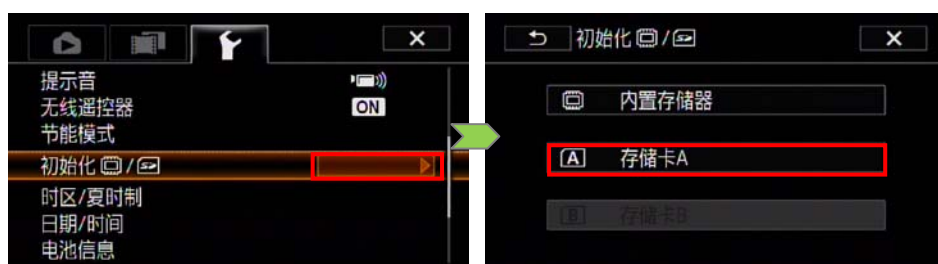 提示音
无线遥控器 ON
节能模式
初始化 /
时区/夏时制
日期/时间
电池信息
初始化 /
内置存储器
A 存储卡A
B 存储卡B